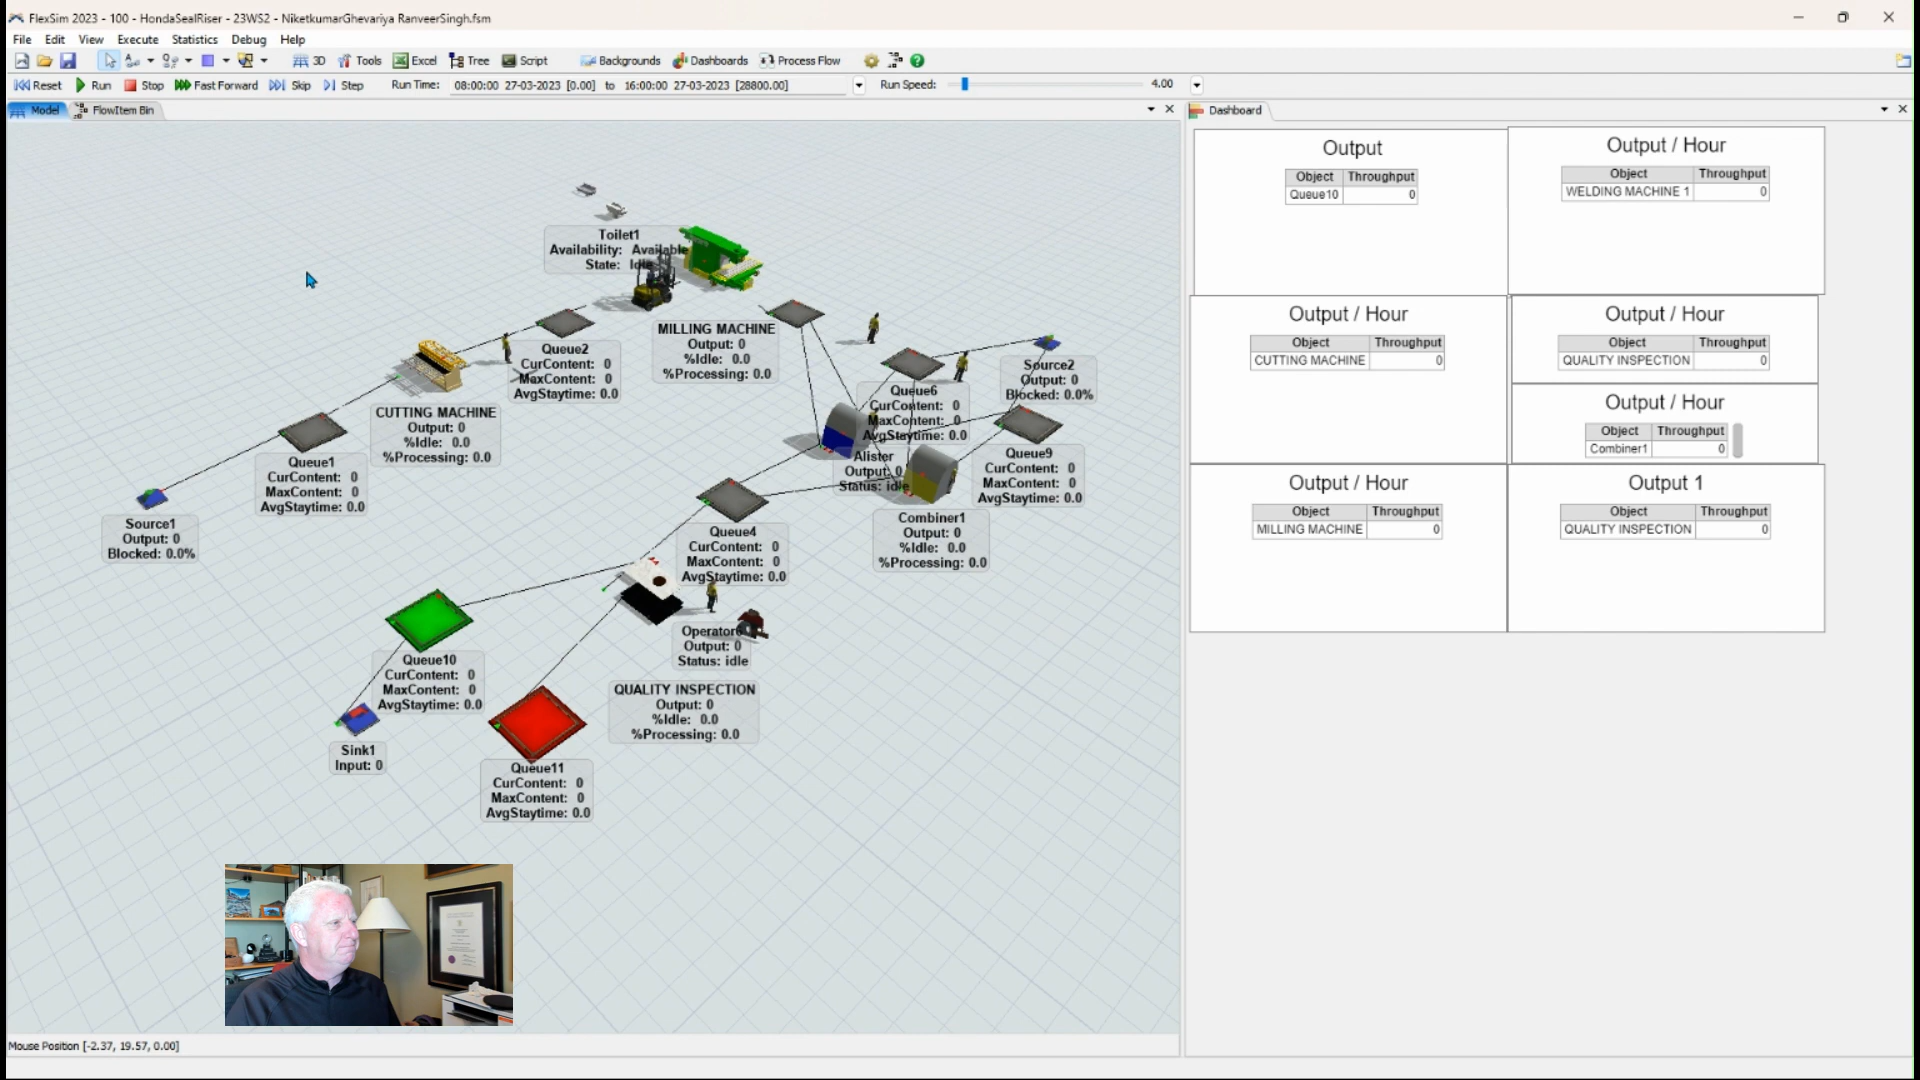 FlexSim 2023 - 100 - HondaSealRiser - 23WS2 - NiketkumarGhevariya RanveerSingh.fsm
File Edit View Execute Statistics Debug Help
3D Tools Excel Tree Script Backgrounds Dashboards Process Flow
Reset Run Stop Fast Forward Skip Step Run Time: 08:00:00 27-03-2023 [0.00] to 16:00:00 27-03-2023 [28800.00] Run Speed: 4.00
Model FlowItem Bin
Toilet1
Availability: Available
State: Idle
MILLING MACHINE
Output: 0
%Idle: 0.0
%Processing: 0.0
Queue2
CurContent: 0
MaxContent: 0
AvgStaytime: 0.0
Source2
Output: 0
Blocked: 0.0%
Queue6
CurContent: 0
MaxContent: 0
AvgStaytime: 0.0
CUTTING MACHINE
Output: 0
%Idle: 0.0
%Processing: 0.0
Queue1
CurContent: 0
MaxContent: 0
AvgStaytime: 0.0
Alister
Output: 0
Status: idle
Queue9
CurContent: 0
MaxContent: 0
AvgStaytime: 0.0
Source1
Output: 0
Blocked: 0.0%
Combiner1
Output: 0
%Idle: 0.0
%Processing: 0.0
Queue4
CurContent: 0
MaxContent: 0
AvgStaytime: 0.0
Operator
Output: 0
Status: idle
Queue10
CurContent: 0
MaxContent: 0
AvgStaytime: 0.0
QUALITY INSPECTION
Output: 0
%Idle: 0.0
%Processing: 0.0
Sink1
Input: 0
Queue11
CurContent: 0
MaxContent: 0
AvgStaytime: 0.0
Mouse Position [-2.37, 19.57, 0.00]
Dashboard
Output
Object Throughput
Queue10 0
Output / Hour
Object Throughput
WELDING MACHINE 1 0
Output / Hour
Object Throughput
CUTTING MACHINE 0
Output / Hour
Object Throughput
QUALITY INSPECTION 0
Output / Hour
Object Throughput
Combiner1 0
Output / Hour
Object Throughput
MILLING MACHINE 0
Output 1
Object Throughput
QUALITY INSPECTION 0